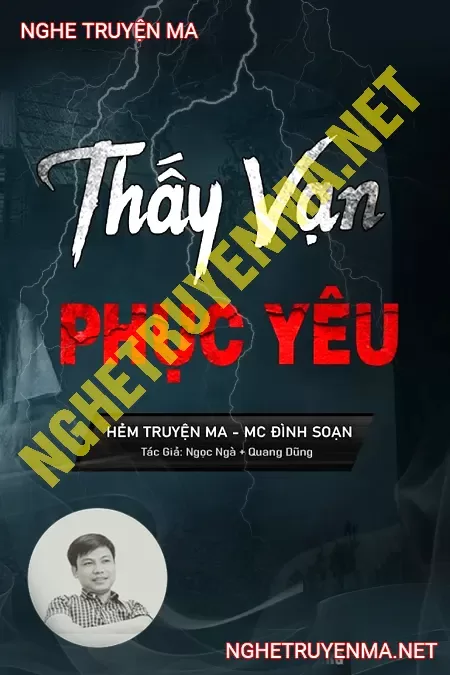 NGHE TRUYỆN MA
Thấy Vạn
PHỤC YÊU
NGHETRUYENMA.NET
HẺM TRUYỆN MA - MC ĐÌNH SOẠN
Tác Giả: Ngọc Ngà + Quang Dũng
NGHETRUYENMA.NET